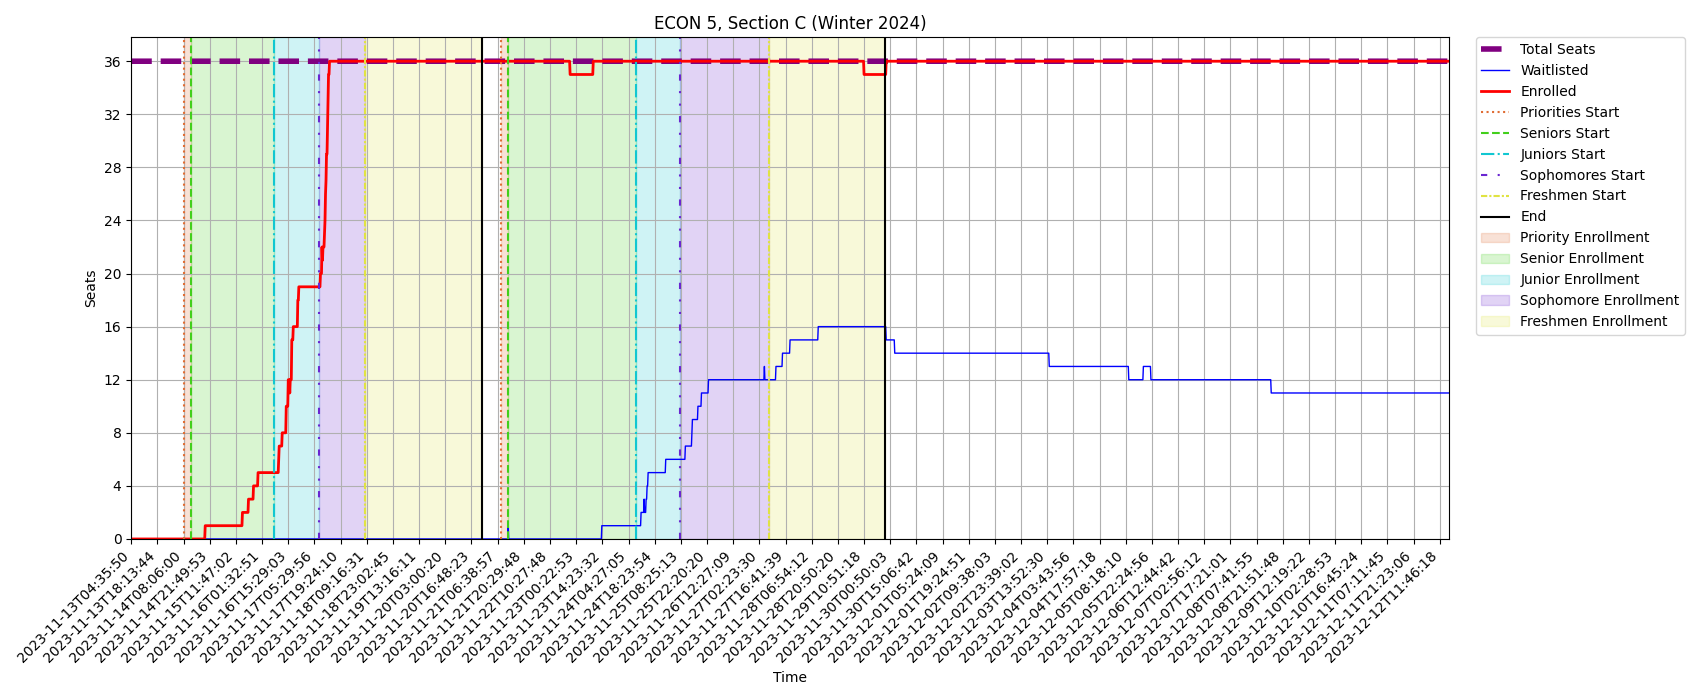 ECON 5, Section C (Winter 2024)
Seats
36
32
28
24
20
16
12
8
4
0
2023-11-13T04:35:50
2023-11-13T18:13:44
2023-11-14T08:06:00
2023-11-14T21:49:53
2023-11-15T11:47:02
2023-11-16T01:32:51
2023-11-16T15:29:03
2023-11-17T05:29:56
2023-11-17T19:24:10
2023-11-18T09:16:31
2023-11-18T23:02:45
2023-11-19T13:16:11
2023-11-20T03:00:20
2023-11-20T16:48:23
2023-11-21T06:38:57
2023-11-21T20:29:48
2023-11-22T10:27:48
2023-11-23T00:22:53
2023-11-23T14:23:32
2023-11-24T04:27:05
2023-11-24T18:23:54
2023-11-25T08:25:13
2023-11-25T22:20:20
2023-11-26T12:27:09
2023-11-27T02:23:30
2023-11-27T16:41:39
2023-11-28T06:54:12
2023-11-28T20:50:20
2023-11-29T10:51:18
2023-11-30T00:50:03
2023-11-30T15:06:42
2023-12-01T05:24:09
2023-12-01T19:24:51
2023-12-02T09:38:03
2023-12-02T23:39:02
2023-12-03T13:52:30
2023-12-04T03:43:56
2023-12-04T17:57:18
2023-12-05T08:18:10
2023-12-05T22:24:56
2023-12-06T12:44:42
2023-12-07T02:56:12
2023-12-07T17:21:01
2023-12-08T07:41:55
2023-12-08T21:51:48
2023-12-09T12:19:22
2023-12-10T02:28:53
2023-12-10T16:45:24
2023-12-11T07:11:45
2023-12-11T21:23:06
2023-12-12T11:46:18
Time
Total Seats
Waitlisted
Enrolled
Priorities Start
Seniors Start
Juniors Start
Sophomores Start
Freshmen Start
End
Priority Enrollment
Senior Enrollment
Junior Enrollment
Sophomore Enrollment
Freshmen Enrollment